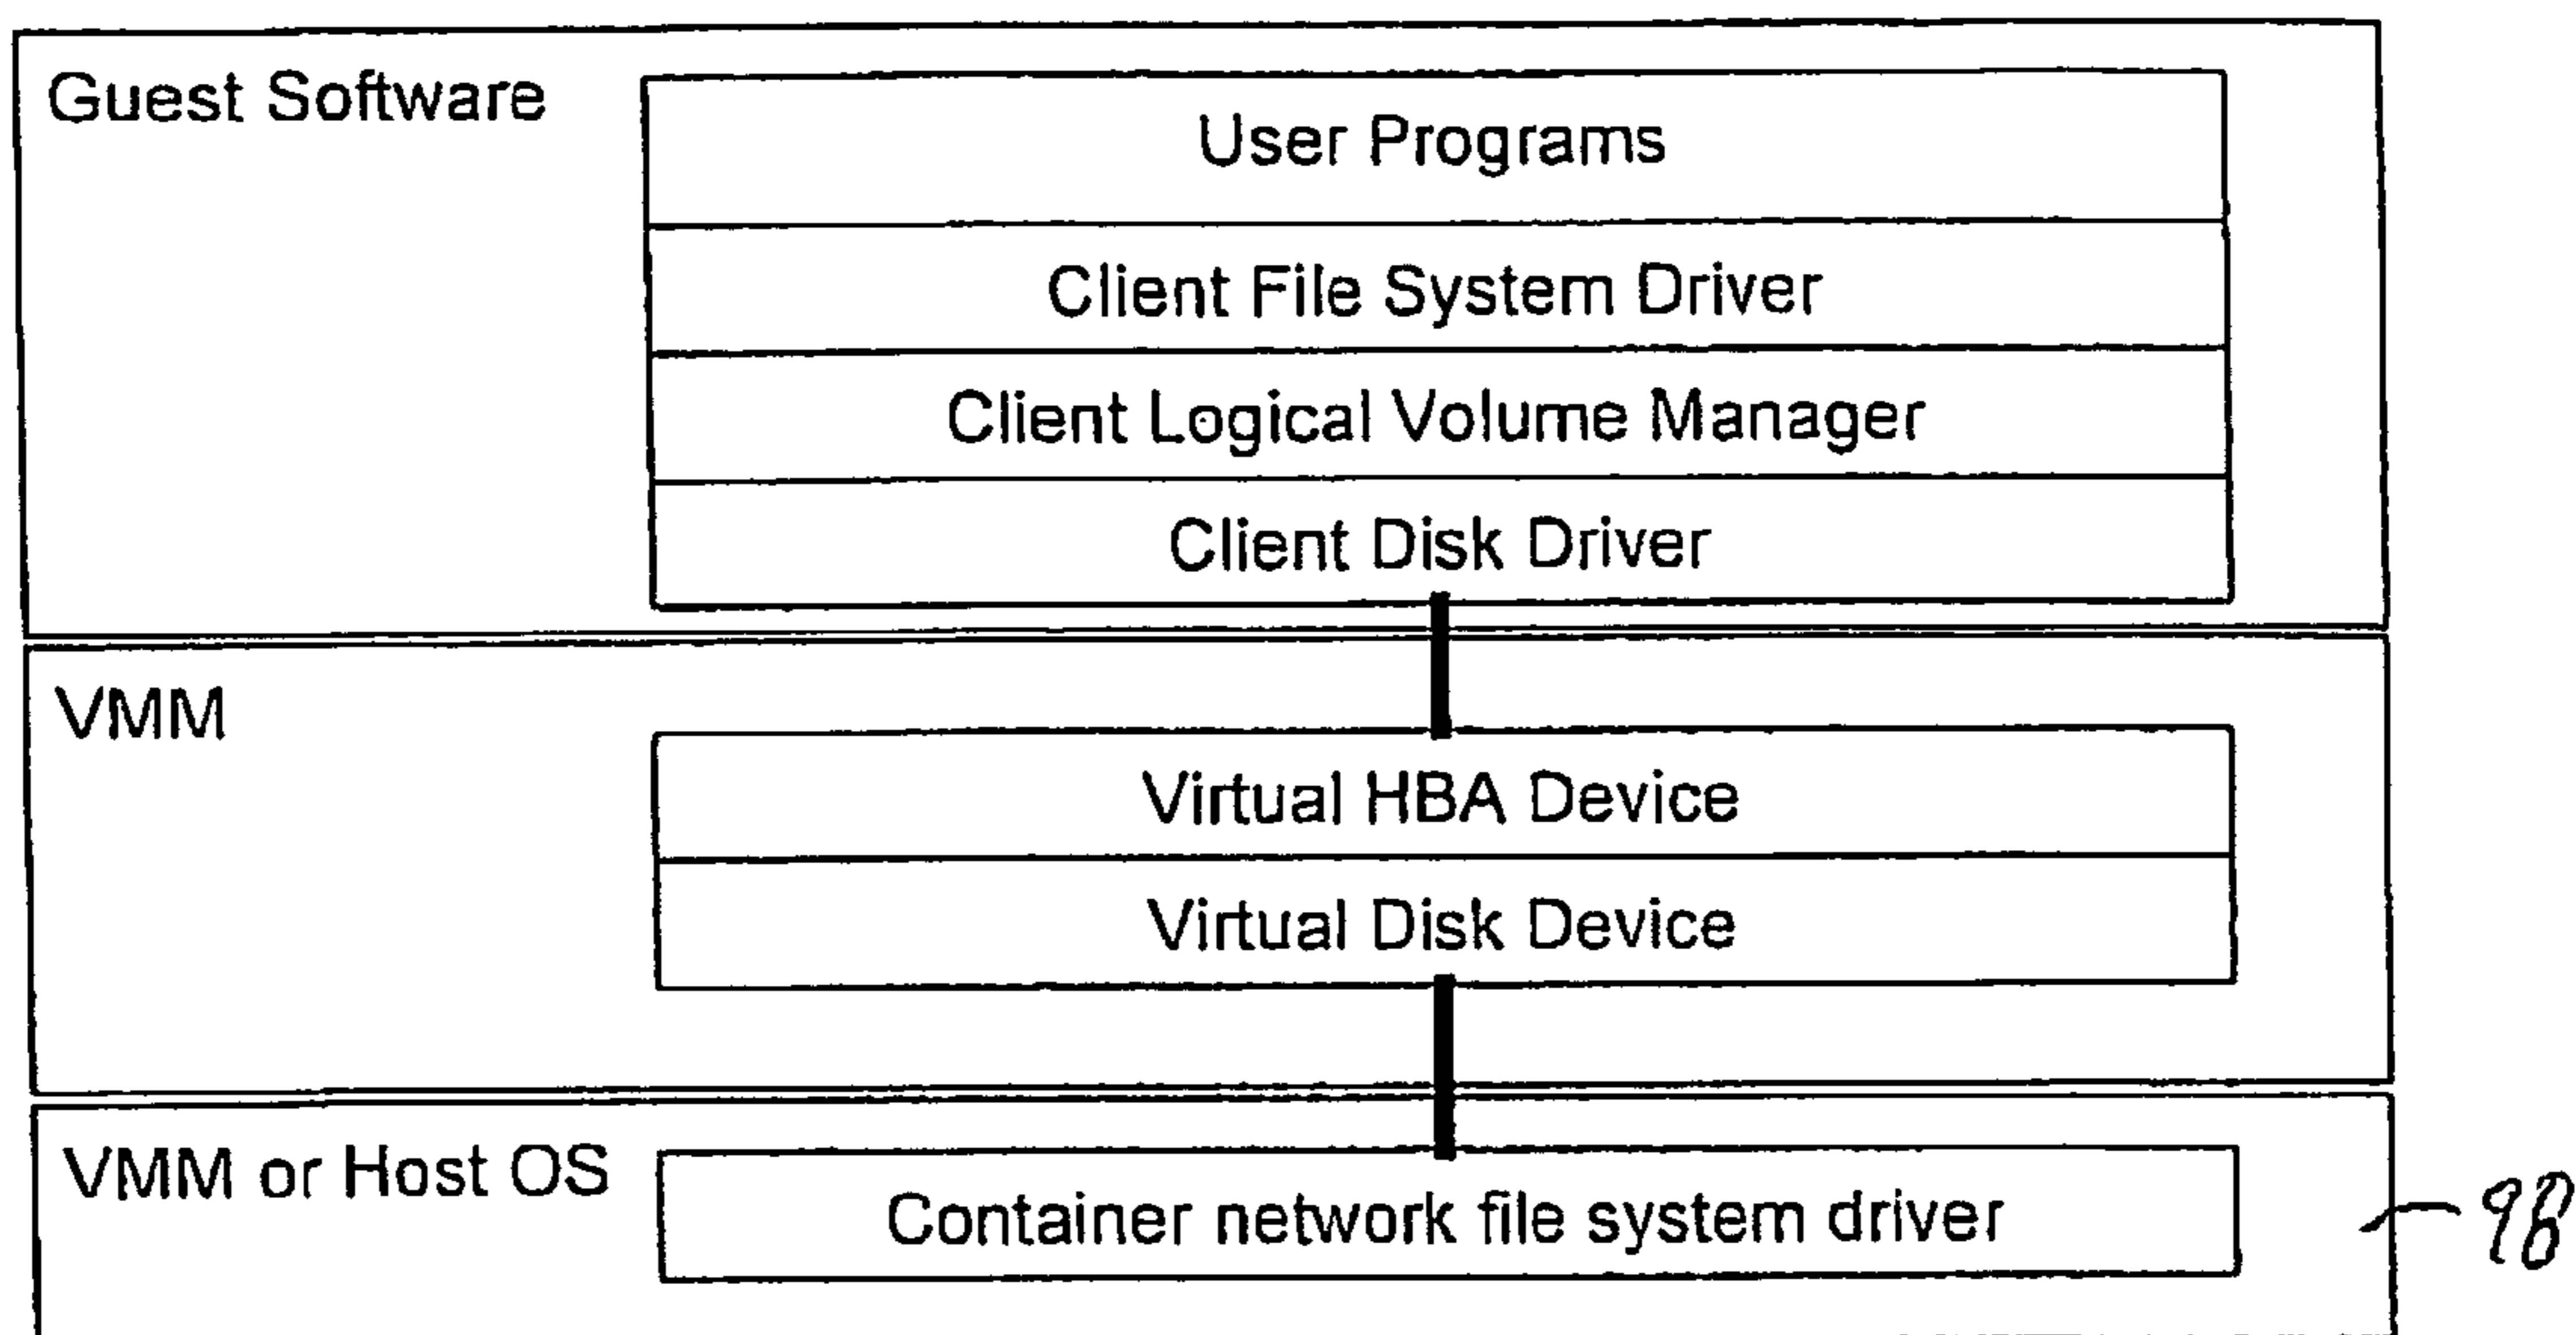 Guest Software
User Programs
Client File System Driver
Client Logical Volume Manager
Client Disk Driver
VMM
Virtual HBA Device
Virtual Disk Device
VMM or Host OS
Container network file system driver
98